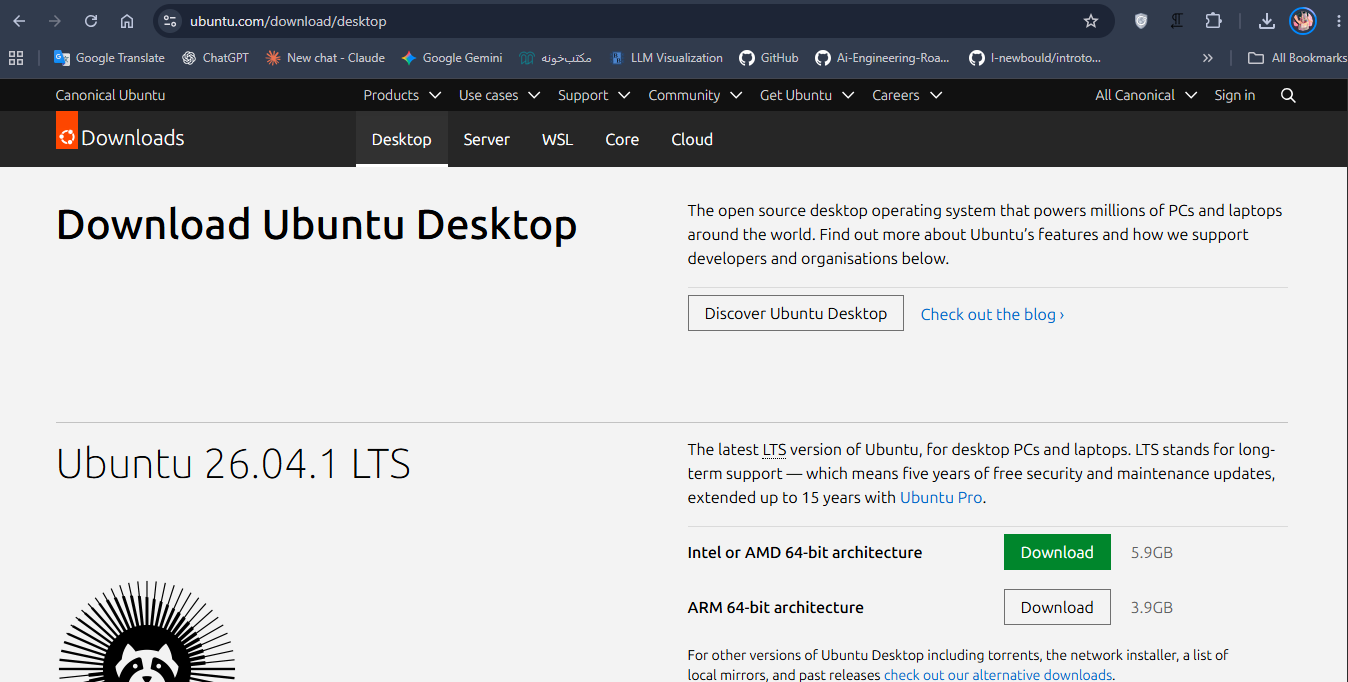 ubuntu.com/download/desktop
Google Translate ChatGPT New chat - Claude Google Gemini مکتب‌خونه LLM Visualization GitHub Ai-Engineering-Roa... l-newbould/introto... » All Bookmarks
Canonical Ubuntu Products Use cases Support Community Get Ubuntu Careers All Canonical Sign in
Downloads Desktop Server WSL Core Cloud
Download Ubuntu Desktop
The open source desktop operating system that powers millions of PCs and laptops
around the world. Find out more about Ubuntu’s features and how we support
developers and organisations below.
Discover Ubuntu Desktop Check out the blog ›
Ubuntu 26.04.1 LTS
The latest LTS version of Ubuntu, for desktop PCs and laptops. LTS stands for long-
term support — which means five years of free security and maintenance updates,
extended up to 15 years with Ubuntu Pro.
Intel or AMD 64-bit architecture Download 5.9GB
ARM 64-bit architecture Download 3.9GB
For other versions of Ubuntu Desktop including torrents, the network installer, a list of
local mirrors, and past releases check out our alternative downloads.